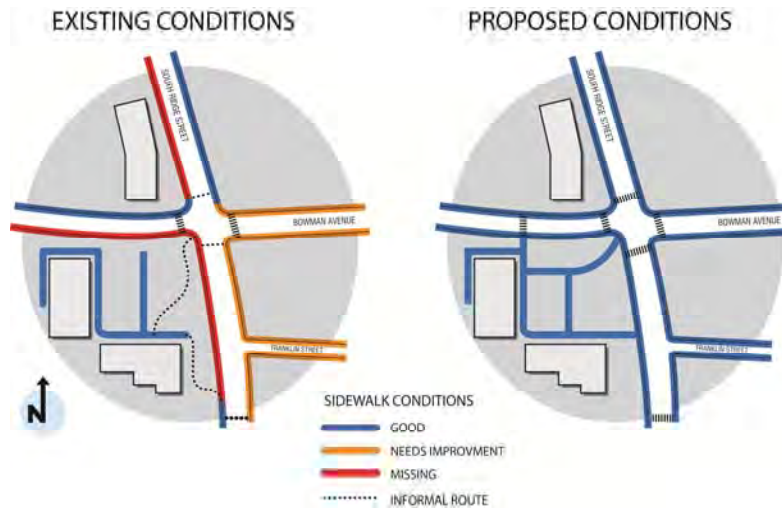 EXISTING CONDITIONS
PROPOSED CONDITIONS
SOUTH RIDGE STREET
BOWMAN AVENUE
FRANKLIN STREET
SOUTH RIDGE STREET
BOWMAN AVENUE
FRANKLIN STREET
N
SIDEWALK CONDITIONS
GOOD
NEEDS IMPROVMENT
MISSING
INFORMAL ROUTE